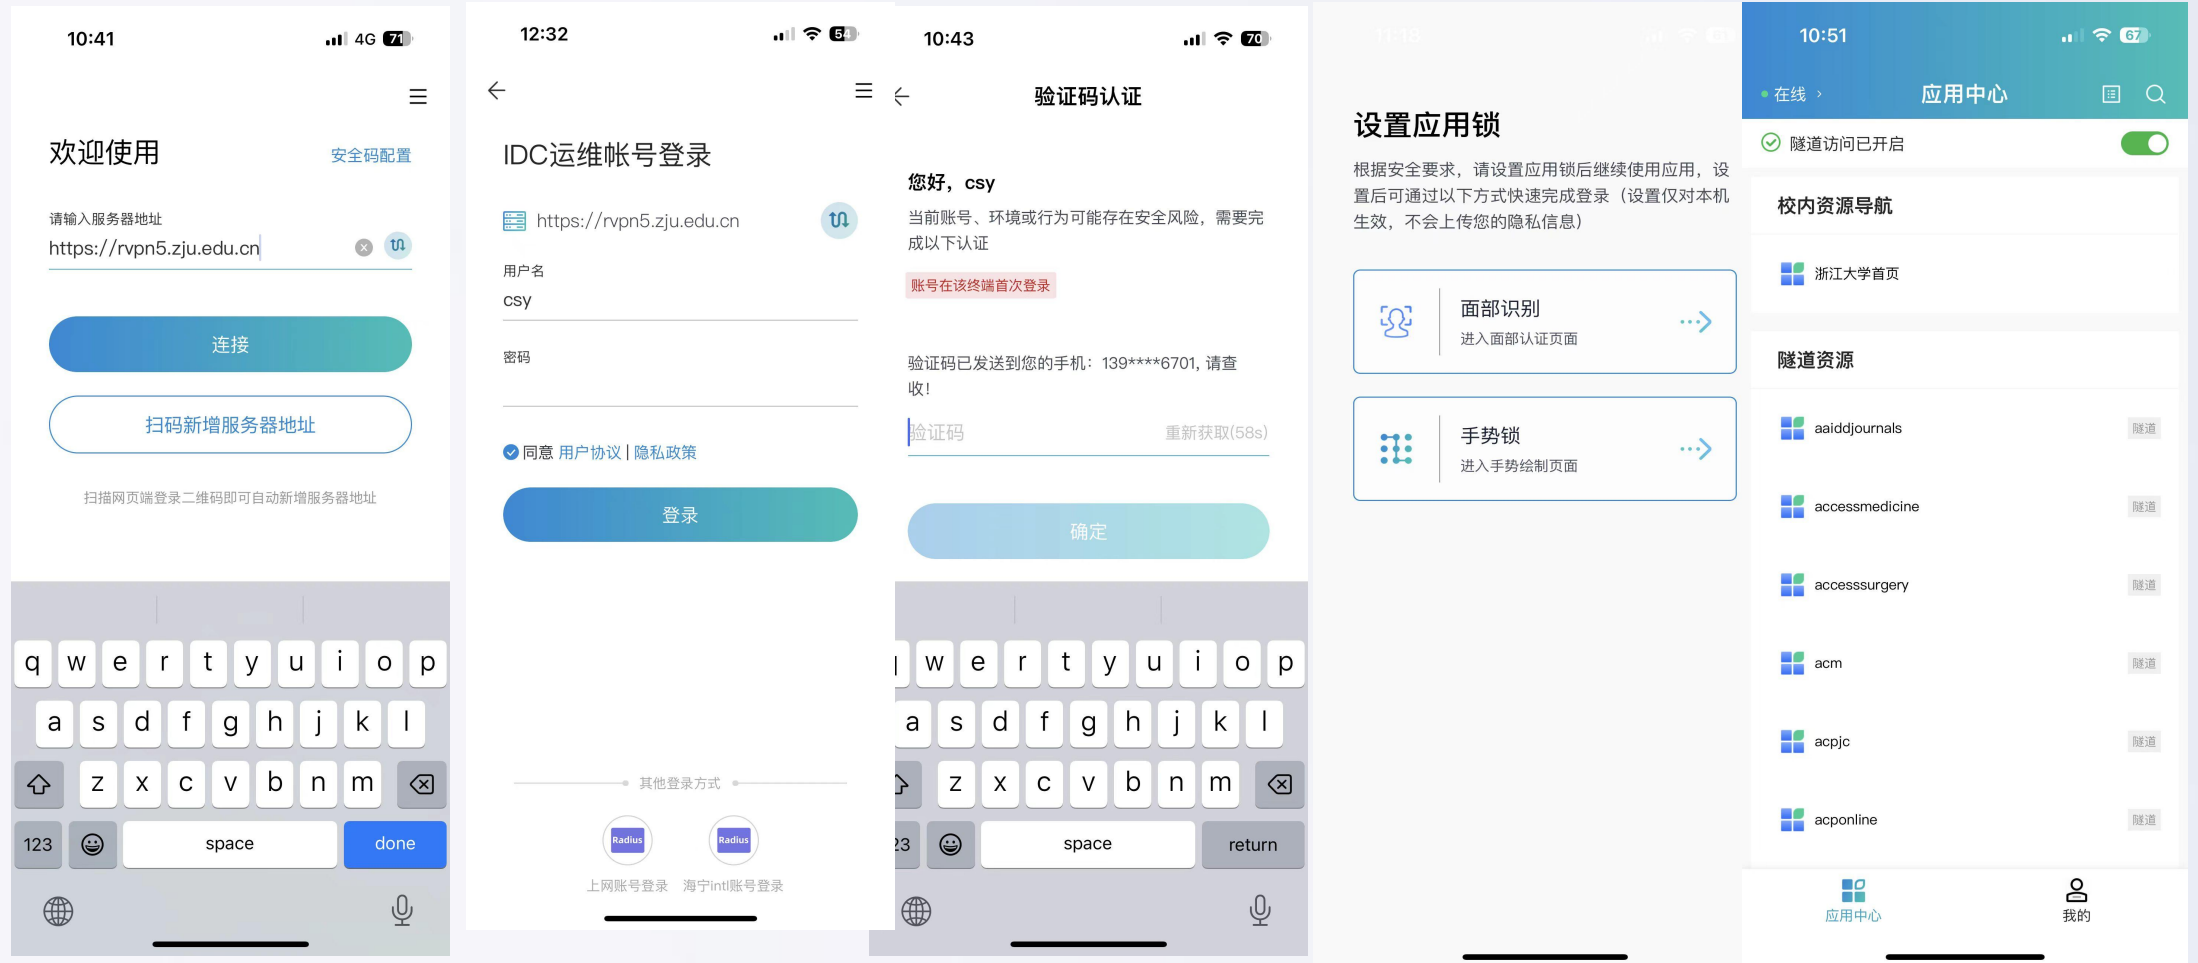 10:41
4G 71
欢迎使用
安全码配置
请输入服务器地址
https://rvpn5.zju.edu.cn
连接
扫码新增服务器地址
扫描网页端登录二维码即可自动新增服务器地址
q w e r t y u i o p
a s d f g h j k l
z x c v b n m
123 space done
12:32
54
IDC运维帐号登录
https://rvpn5.zju.edu.cn
用户名
csy
密码
同意 用户协议 | 隐私政策
登录
其他登录方式
Radius Radius
上网账号登录 海宁intl账号登录
10:43
70
验证码认证
您好，csy
当前账号、环境或行为可能存在安全风险，需要完
成以下认证
账号在该终端首次登录
验证码已发送到您的手机：139****6701, 请查
收！
验证码 重新获取(58s)
确定
w e r t y u i o p
a s d f g h j k l
z x c v b n m
23 space return
设置应用锁
根据安全要求，请设置应用锁后继续使用应用，设
置后可通过以下方式快速完成登录（设置仅对本机
生效，不会上传您的隐私信息）
面部识别
进入面部认证页面
手势锁
进入手势绘制页面
10:51
67
在线 应用中心
隧道访问已开启
校内资源导航
浙江大学首页
隧道资源
aaiddjournals 隧道
accessmedicine 隧道
accesssurgery 隧道
acm 隧道
acpjc 隧道
acponline 隧道
应用中心 我的